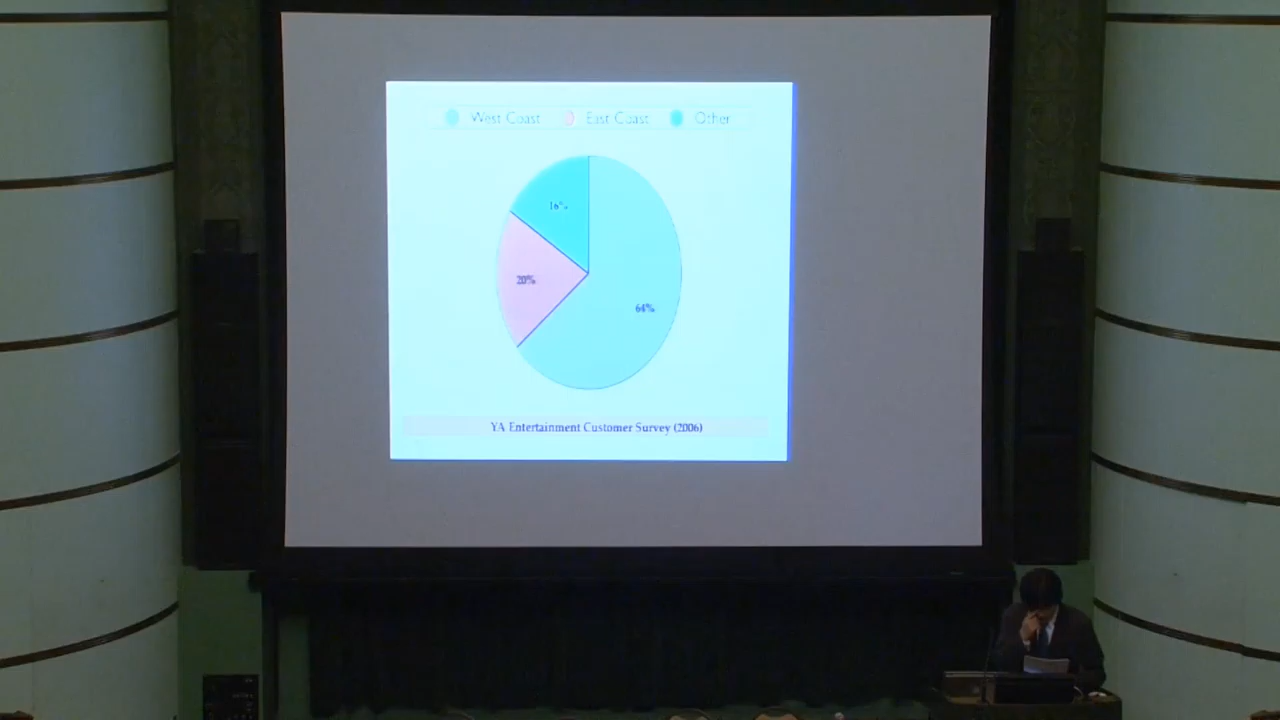 West Coast East Coast Other
16%
20%
64%
YA Entertainment Customer Survey (2006)